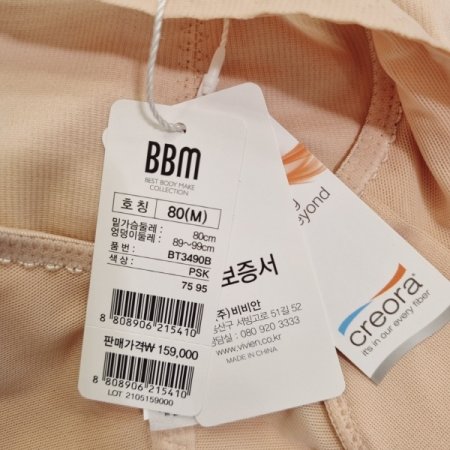 BBM
BEST BODY MAKE
COLLECTION
호 칭 80(M)
밑가슴둘레 : 80cm
엉덩이둘레 : 89~99cm
품 번 : BT3490B
색 상 : PSK
75 95
8 808906 215410
판매가격₩ 159,000
8 808906 215410
LOT 2105159000
보증서
(주)비비안
서빙고로 51길 52
080 920 3333
www.vivien.co.kr
MADE IN CHINA
creora
it's in our every fiber